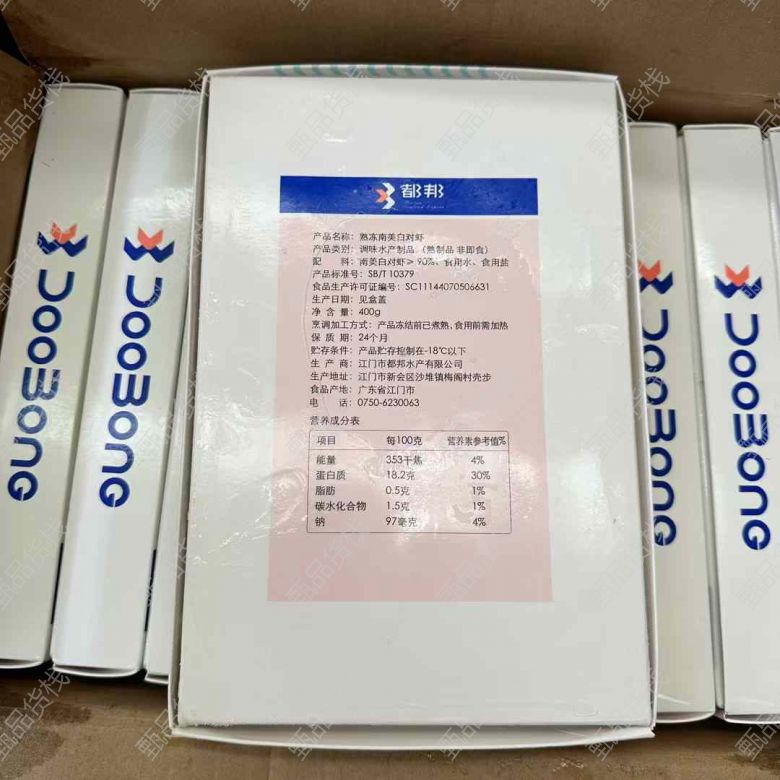 都邦
产品名称：熟冻南美白对虾
产品类别：调味水产制品（熟制品 非即食）
配 料：南美白对虾≥90%、食用水、食用盐
产品标准号：SB/T 10379
食品生产许可证编号：SC11144070506631
生产日期：见盒盖
净 含 量：400g
烹调加工方式：产品冻结前已煮熟，食用前需加热
保 质 期：24个月
贮存条件：产品贮存控制在-18℃以下
生 产 商：江门市都邦水产有限公司
生产地址：江门市新会区沙堆镇梅阁村壳步
食品产地：广东省江门市
电 话：0750-6230063
营养成分表
项目 每100克 营养素参考值%
能量 353千焦 4%
蛋白质 18.2克 30%
脂肪 0.5克 1%
碳水化合物 1.5克 1%
钠 97毫克 4%
DOOBONG
DOOBONG
DOOBONG
DOOBONG
甄品货栈